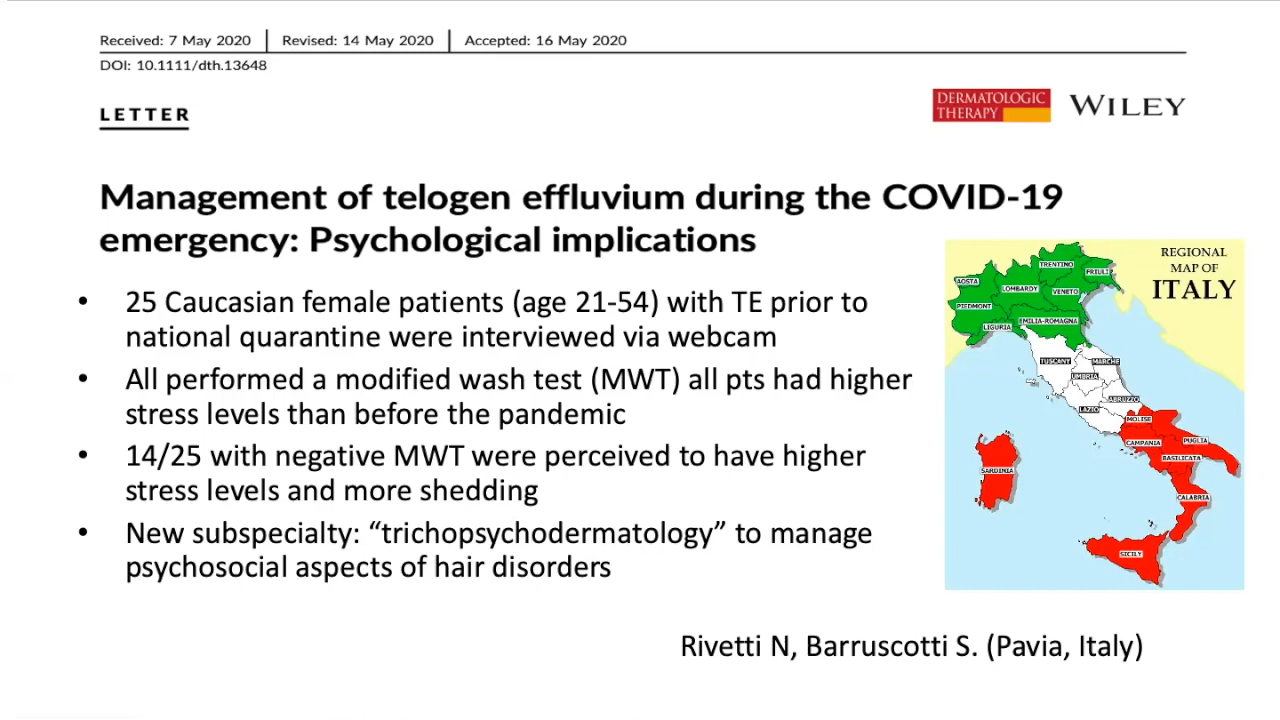 Received: 7 May 2020 | Revised: 14 May 2020 | Accepted: 16 May 2020
DOI: 10.1111/dth.13648
LETTER
DERMATOLOGIC
THERAPY
WILEY
Management of telogen effluvium during the COVID-19
emergency: Psychological implications
• 25 Caucasian female patients (age 21-54) with TE prior to
national quarantine were interviewed via webcam
• All performed a modified wash test (MWT) all pts had higher
stress levels than before the pandemic
• 14/25 with negative MWT were perceived to have higher
stress levels and more shedding
• New subspecialty: “trichopsychodermatology” to manage
psychosocial aspects of hair disorders
REGIONAL
MAP OF
ITALY
TRENTINO
FRIULI
AOSTA
LOMBARDY
VENETO
PIEDMONT
EMILIA-ROMAGNA
LIGURIA
TUSCANY
MARCHE
UMBRIA
ABRUZZO
LAZIO
MOLISE
CAMPANIA
PUGLIA
BASILICATA
SARDINIA
CALABRIA
SICILY
Rivetti N, Barruscotti S. (Pavia, Italy)